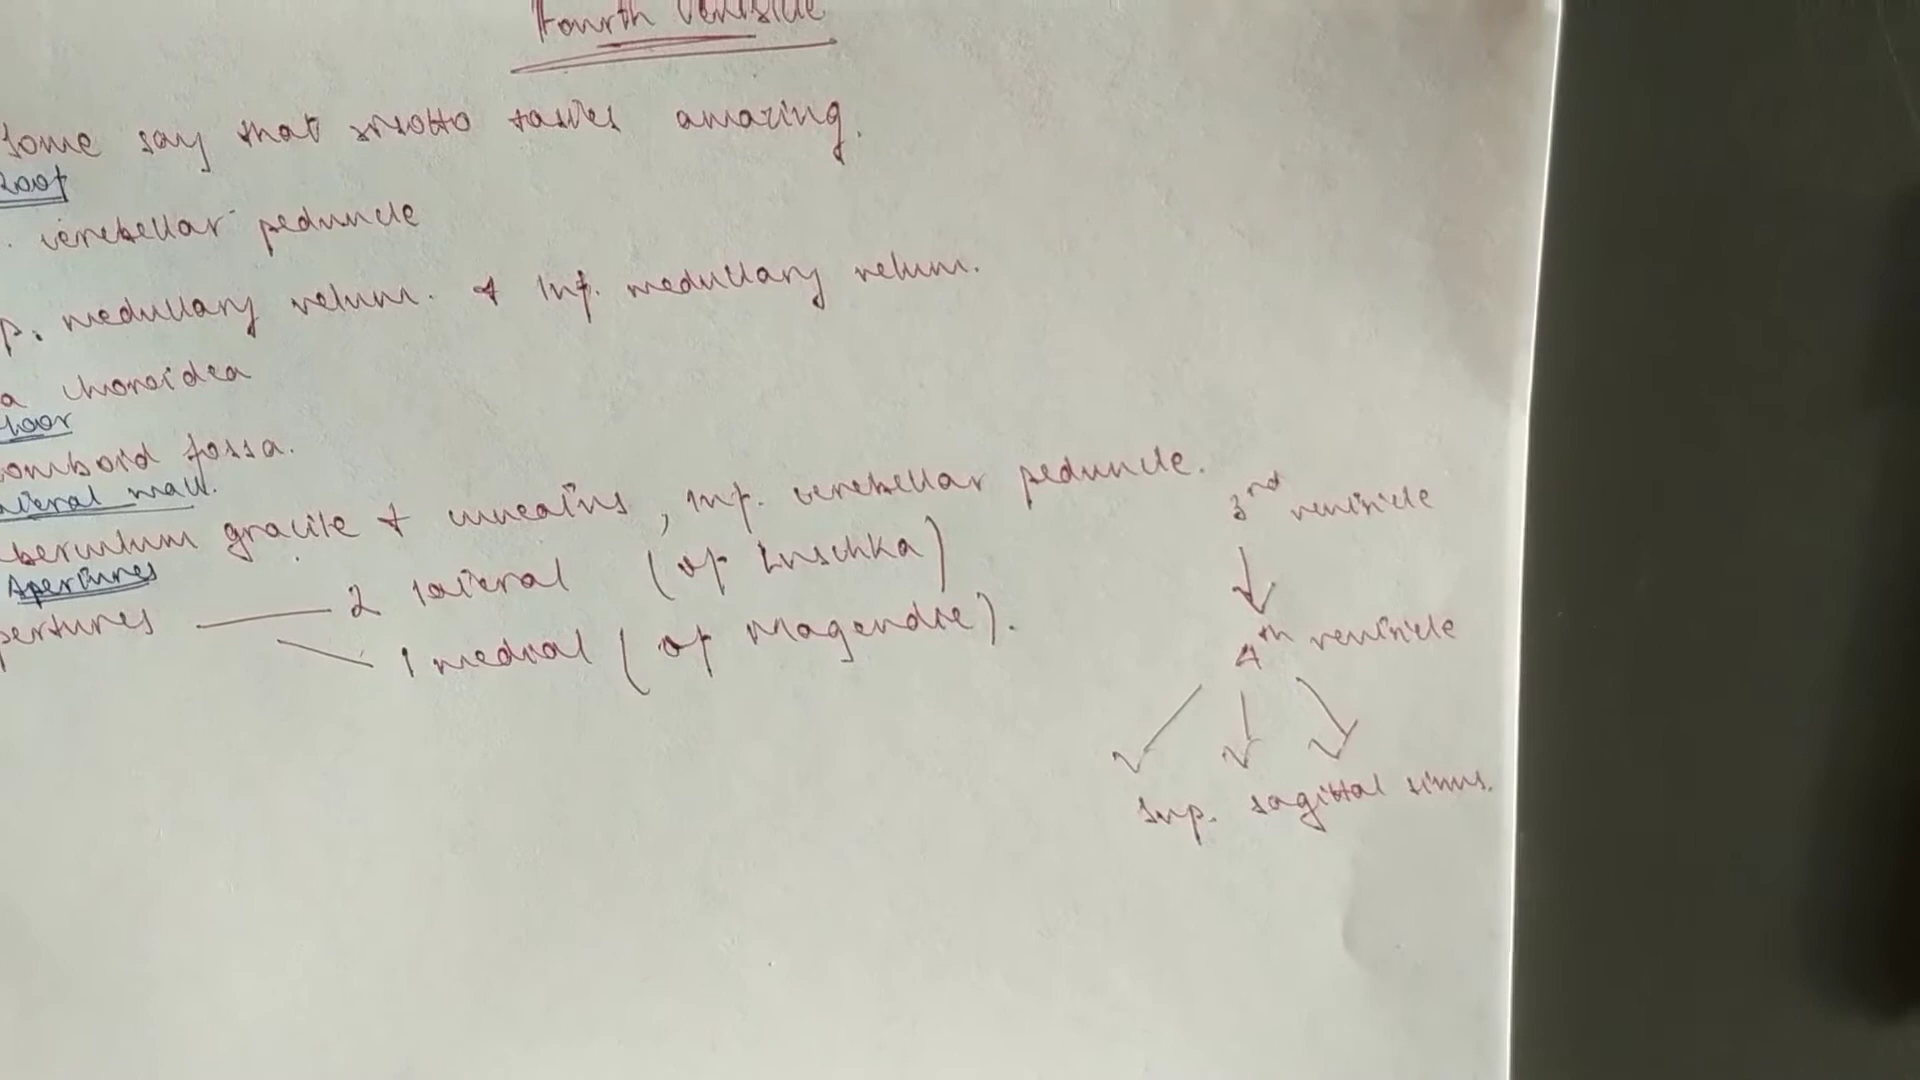 Fourth Ventricle
Some say that risotto tastes amazing.
Roof
. cerebellar peduncle
p. medullary velum. & Inf. medullary velum.
a choroidea
floor
omboid fossa.
ateral wall.
berculum gracile & cuneatus, Inf. cerebellar peduncle.
Apertures
pertures 2 lateral (of Luschka)
1 medial (of Magendie).
3rd ventricle
4th ventricle
Sup. sagittal sinus.